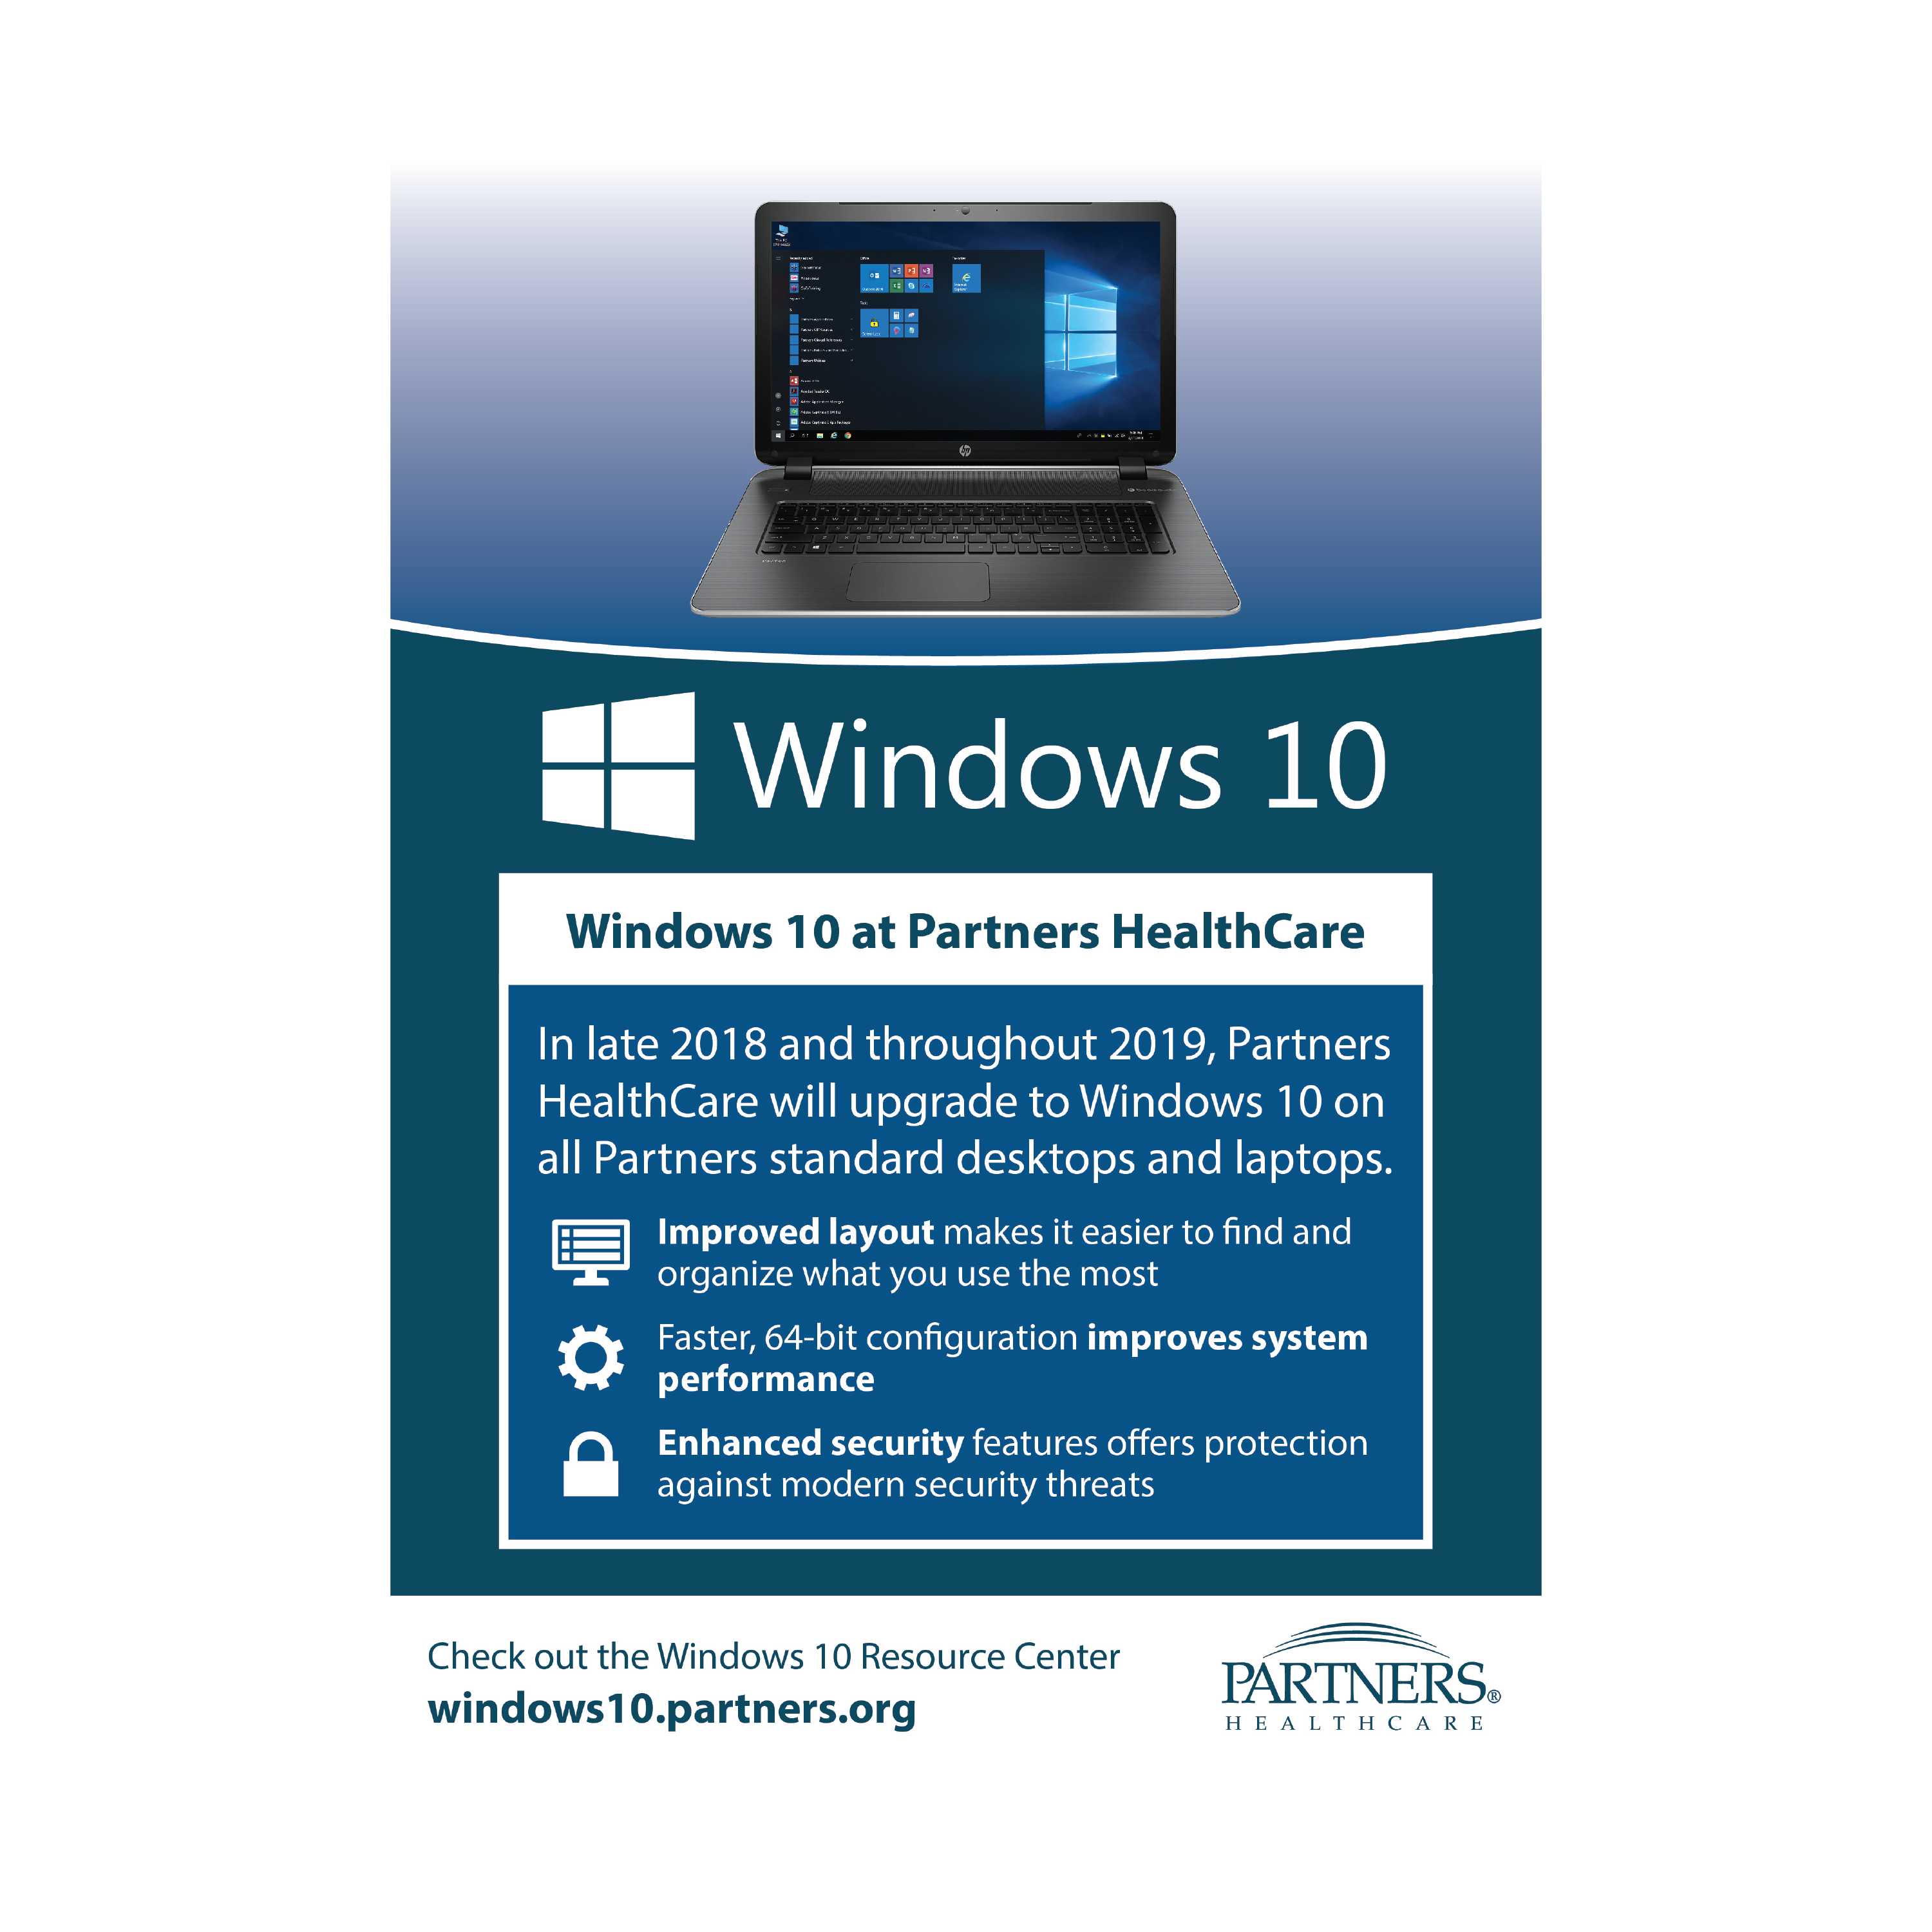 Windows 10
Windows 10 at Partners HealthCare
In late 2018 and throughout 2019, Partners
HealthCare will upgrade to Windows 10 on
all Partners standard desktops and laptops.
Improved layout makes it easier to find and
organize what you use the most
Faster, 64-bit configuration improves system
performance
Enhanced security features offers protection
against modern security threats
Check out the Windows 10 Resource Center
windows10.partners.org
PARTNERS®
HEALTHCARE